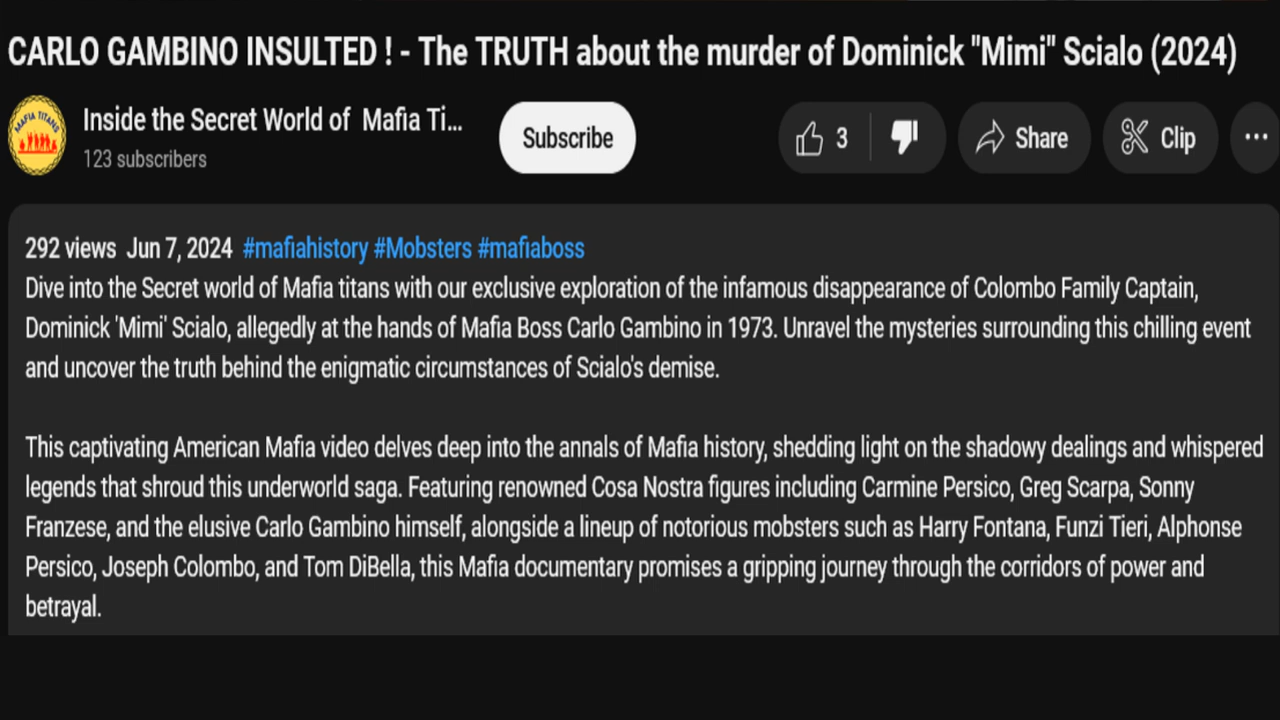 CARLO GAMBINO INSULTED ! - The TRUTH about the murder of Dominick "Mimi" Scialo (2024)
MAFIA TITANS
Inside the Secret World of Mafia Ti...
123 subscribers
Subscribe
3
Share
Clip
292 views Jun 7, 2024 #mafiahistory #Mobsters #mafiaboss
Dive into the Secret world of Mafia titans with our exclusive exploration of the infamous disappearance of Colombo Family Captain,
Dominick 'Mimi' Scialo, allegedly at the hands of Mafia Boss Carlo Gambino in 1973. Unravel the mysteries surrounding this chilling event
and uncover the truth behind the enigmatic circumstances of Scialo's demise.
This captivating American Mafia video delves deep into the annals of Mafia history, shedding light on the shadowy dealings and whispered
legends that shroud this underworld saga. Featuring renowned Cosa Nostra figures including Carmine Persico, Greg Scarpa, Sonny
Franzese, and the elusive Carlo Gambino himself, alongside a lineup of notorious mobsters such as Harry Fontana, Funzi Tieri, Alphonse
Persico, Joseph Colombo, and Tom DiBella, this Mafia documentary promises a gripping journey through the corridors of power and
betrayal.